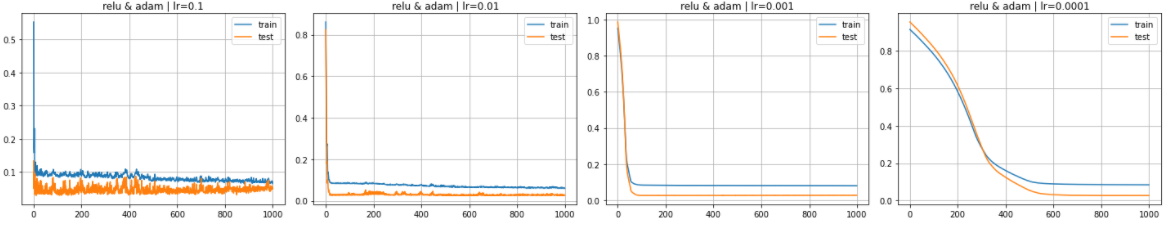 relu & adam | lr=0.1
train
test
0.5
0.4
0.3
0.2
0.1
0 200 400 600 800 1000
relu & adam | lr=0.01
train
test
0.8
0.6
0.4
0.2
0.0
0 200 400 600 800 1000
relu & adam | lr=0.001
train
test
1.0
0.8
0.6
0.4
0.2
0.0
0 200 400 600 800 1000
relu & adam | lr=0.0001
train
test
0.8
0.6
0.4
0.2
0.0
0 200 400 600 800 1000